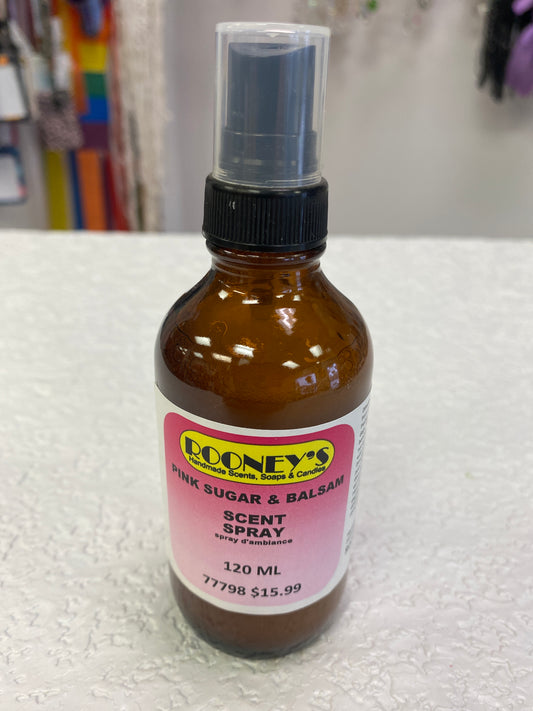 ROONEY'S
Handmade Scents, Soaps & Candles
PINK SUGAR & BALSAM
SCENT
SPRAY
spray d'ambiance
120 ML
77798 $15.99